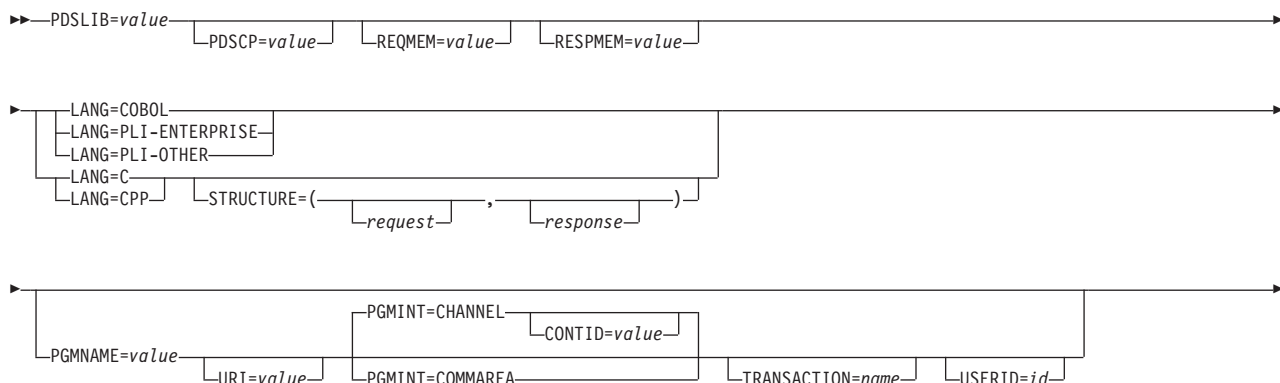 PDSLIB=value
PDSCP=value REQMEM=value RESPMEM=value
LANG=COBOL
LANG=PLI-ENTERPRISE
LANG=PLI-OTHER
LANG=C
LANG=CPP STRUCTURE=( , )
request response
PGMINT=CHANNEL
CONTID=value
PGMNAME=value
URI=value PGMINT=COMMAREA TRANSACTION=name USERID=id